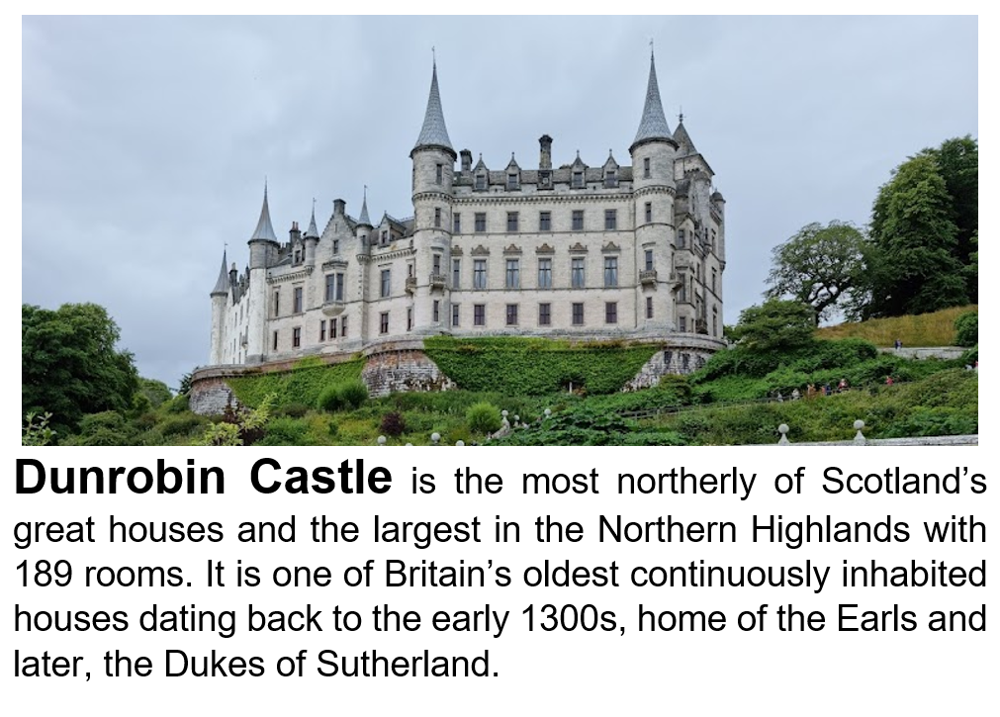 Dunrobin Castle is the most northerly of Scotland’s
great houses and the largest in the Northern Highlands with
189 rooms. It is one of Britain’s oldest continuously inhabited
houses dating back to the early 1300s, home of the Earls and
later, the Dukes of Sutherland.